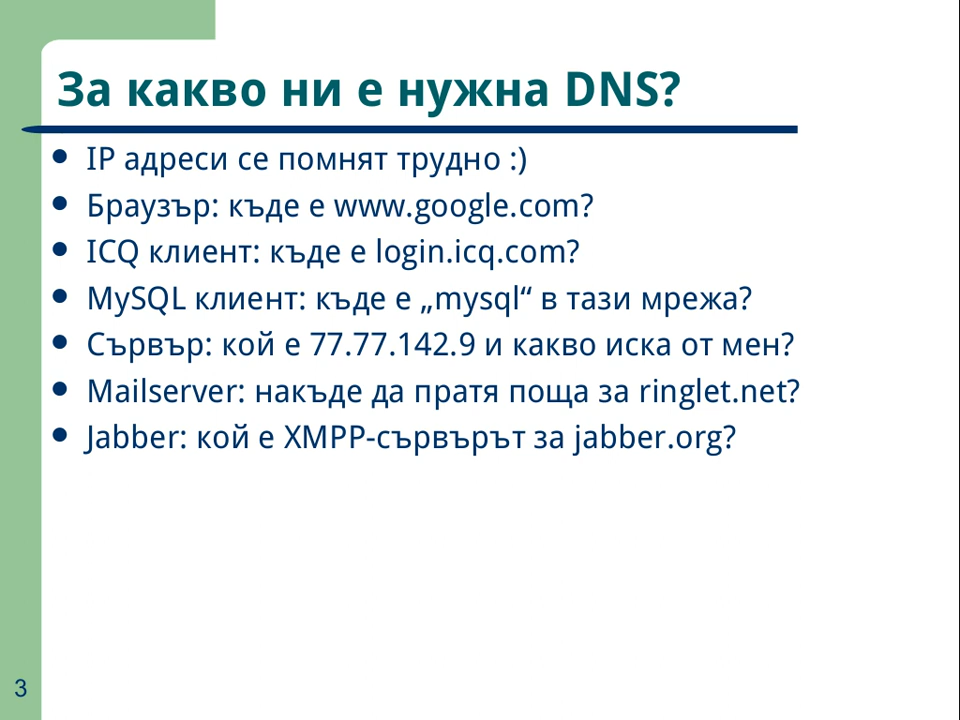 За какво ни е нужна DNS?
• IP адреси се помнят трудно :)
• Браузър: къде е www.google.com?
• ICQ клиент: къде е login.icq.com?
• MySQL клиент: къде е „mysql“ в тази мрежа?
• Сървър: кой е 77.77.142.9 и какво иска от мен?
• Mailserver: накъде да пратя поща за ringlet.net?
• Jabber: кой е XMPP-сървърът за jabber.org?
3